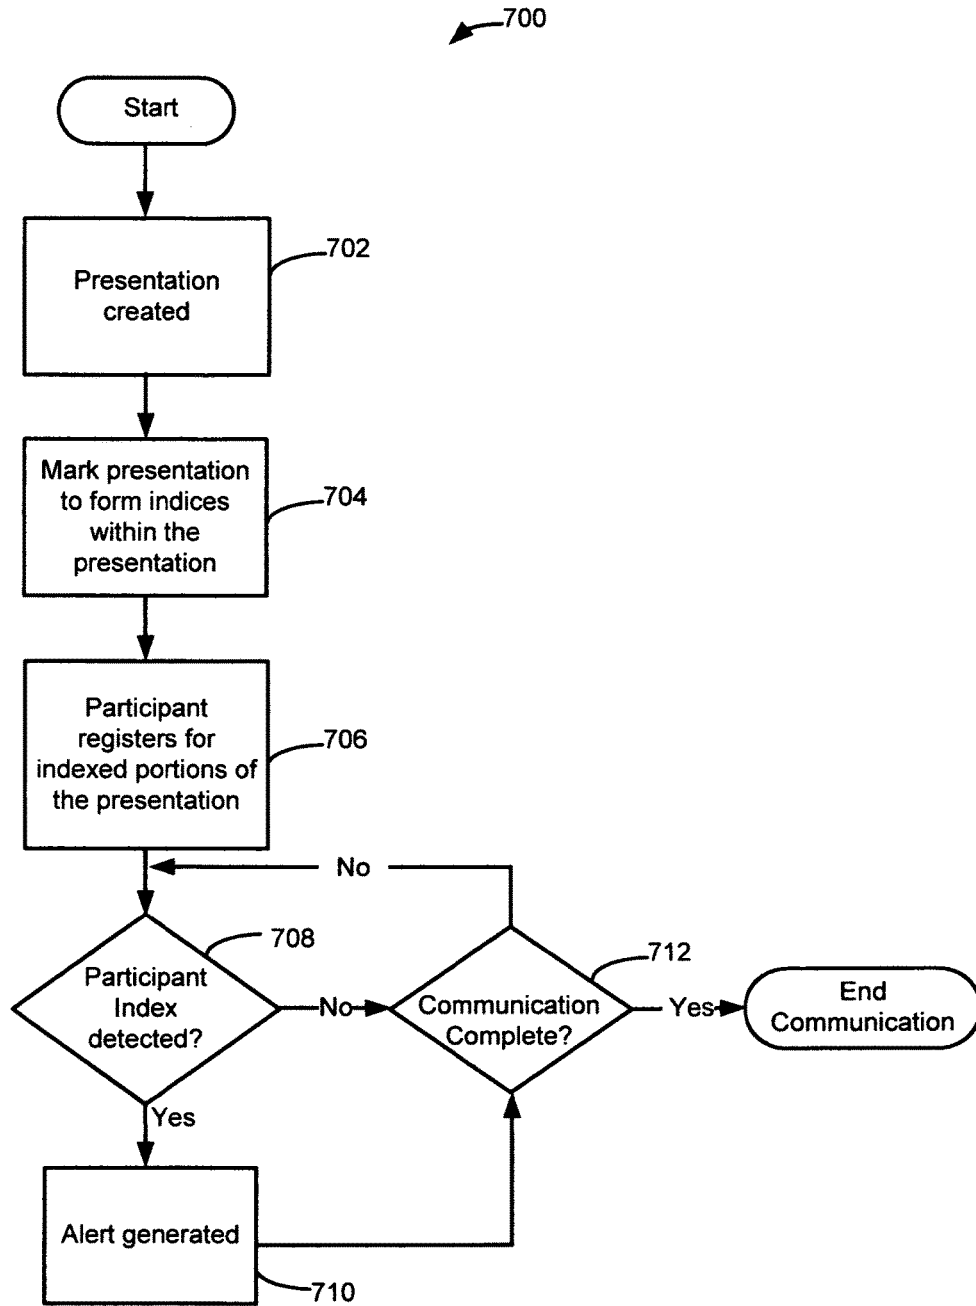 700
Start
702
Presentation
created
Mark presentation
to form indices
within the
presentation
704
Participant
registers for
indexed portions of
the presentation
706
No
708
Participant
Index
detected?
No
712
Communication
Complete?
Yes
End
Communication
Yes
Alert generated
710